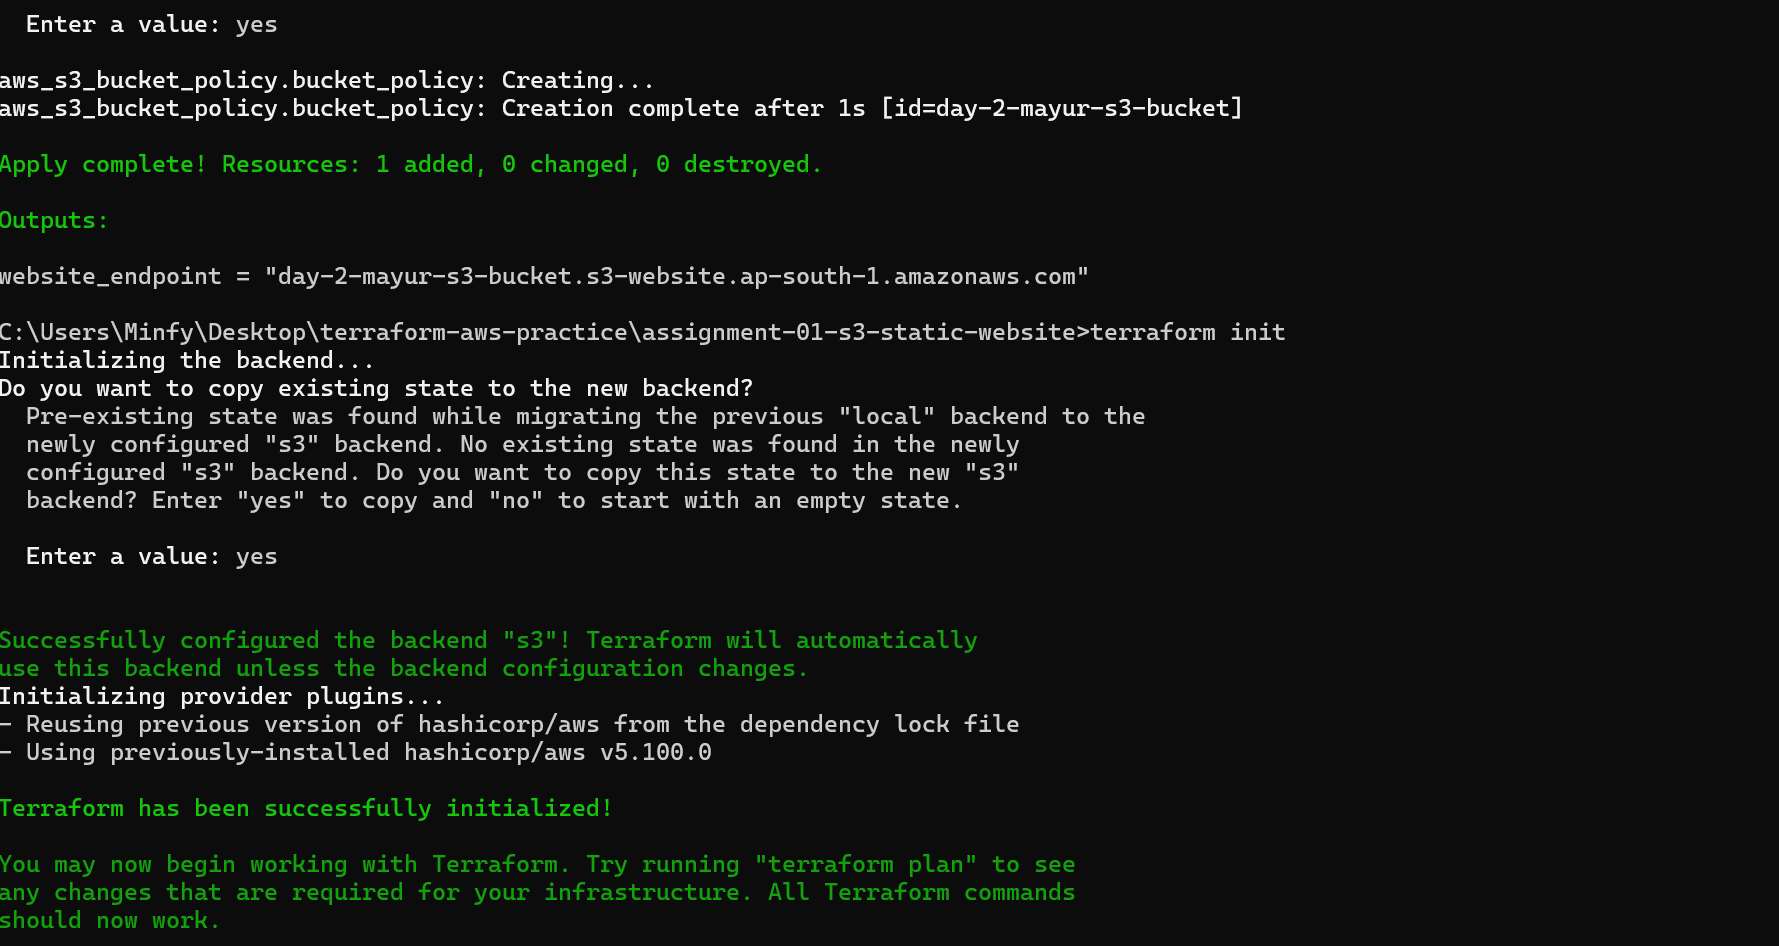 Enter a value: yes
aws_s3_bucket_policy.bucket_policy: Creating...
aws_s3_bucket_policy.bucket_policy: Creation complete after 1s [id=day-2-mayur-s3-bucket]
Apply complete! Resources: 1 added, 0 changed, 0 destroyed.
Outputs:
website_endpoint = "day-2-mayur-s3-bucket.s3-website.ap-south-1.amazonaws.com"
C:\Users\Minfy\Desktop\terraform-aws-practice\assignment-01-s3-static-website>terraform init
Initializing the backend...
Do you want to copy existing state to the new backend?
Pre-existing state was found while migrating the previous "local" backend to the
newly configured "s3" backend. No existing state was found in the newly
configured "s3" backend. Do you want to copy this state to the new "s3"
backend? Enter "yes" to copy and "no" to start with an empty state.
Enter a value: yes
Successfully configured the backend "s3"! Terraform will automatically
use this backend unless the backend configuration changes.
Initializing provider plugins...
- Reusing previous version of hashicorp/aws from the dependency lock file
- Using previously-installed hashicorp/aws v5.100.0
Terraform has been successfully initialized!
You may now begin working with Terraform. Try running "terraform plan" to see
any changes that are required for your infrastructure. All Terraform commands
should now work.